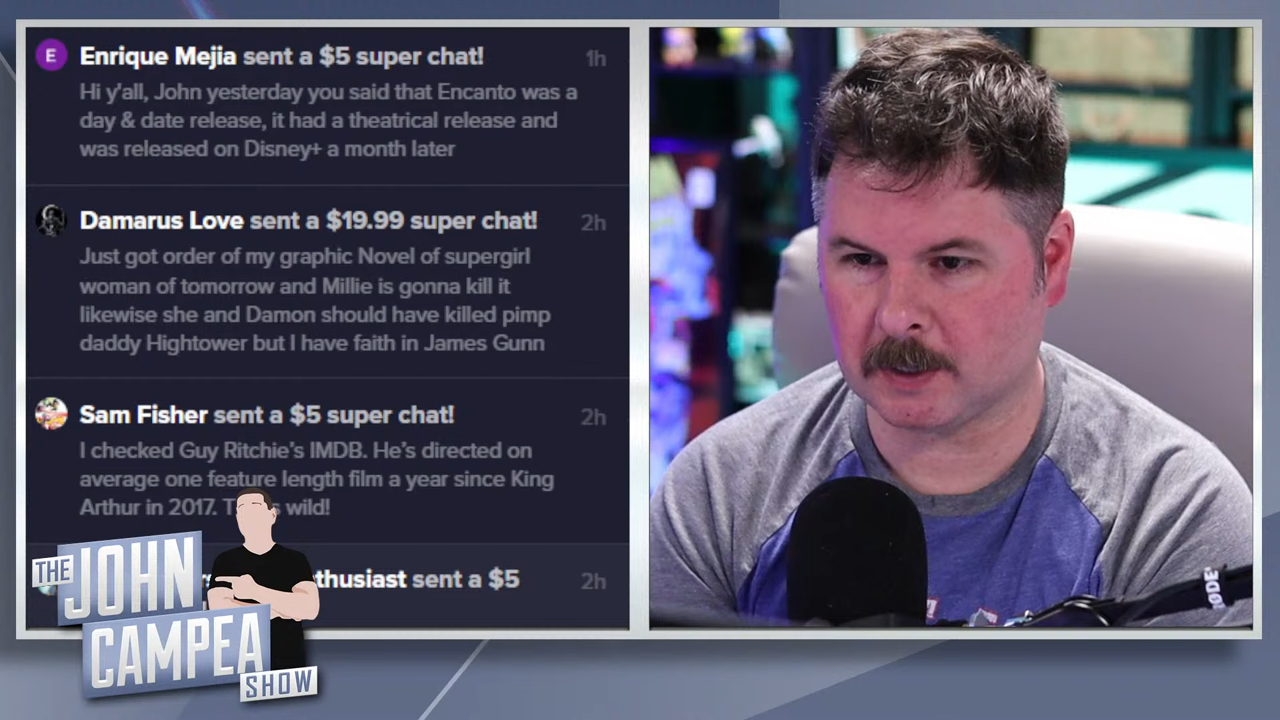 E
Enrique Mejia sent a $5 super chat!
1h
Hi y'all, John yesterday you said that Encanto was a
day & date release, it had a theatrical release and
was released on Disney+ a month later
Damarus Love sent a $19.99 super chat!
2h
Just got order of my graphic Novel of supergirl
woman of tomorrow and Millie is gonna kill it
likewise she and Damon should have killed pimp
daddy Hightower but I have faith in James Gunn
Sam Fisher sent a $5 super chat!
2h
I checked Guy Ritchie's IMDB. He's directed on
average one feature length film a year since King
Arthur in 2017. wild!
sent a $5
2h
THE
JOHN
CAMPEA
SHOW
RØDE